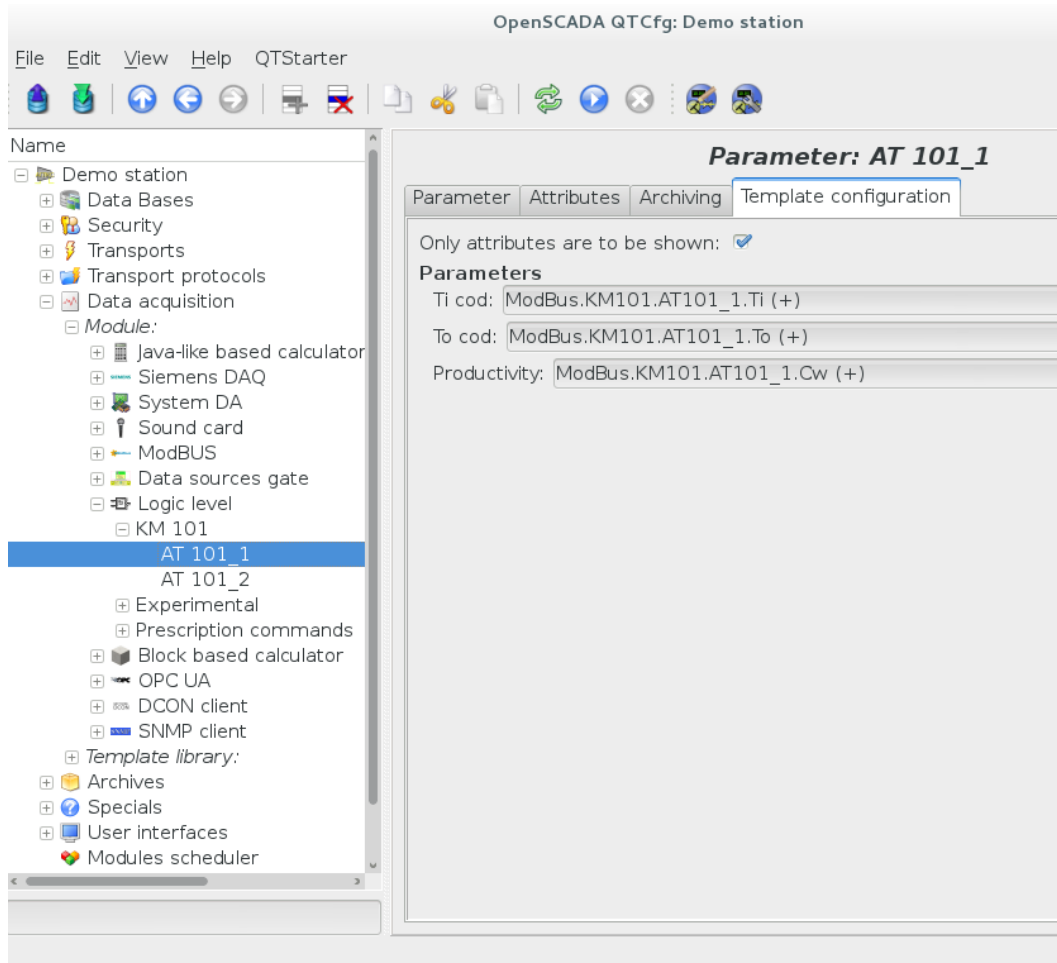 OpenSCADA QTCfg: Demo station
File Edit View Help QTStarter
Name
Demo station
Data Bases
Security
Transports
Transport protocols
Data acquisition
Module:
Java-like based calculator
Siemens DAQ
System DA
Sound card
ModBUS
Data sources gate
Logic level
KM 101
AT 101_1
AT 101_2
Experimental
Prescription commands
Block based calculator
OPC UA
DCON client
SNMP client
Template library:
Archives
Specials
User interfaces
Modules scheduler
Parameter: AT 101_1
Parameter Attributes Archiving Template configuration
Only attributes are to be shown:
Parameters
Ti cod: ModBus.KM101.AT101_1.Ti (+)
To cod: ModBus.KM101.AT101_1.To (+)
Productivity: ModBus.KM101.AT101_1.Cw (+)